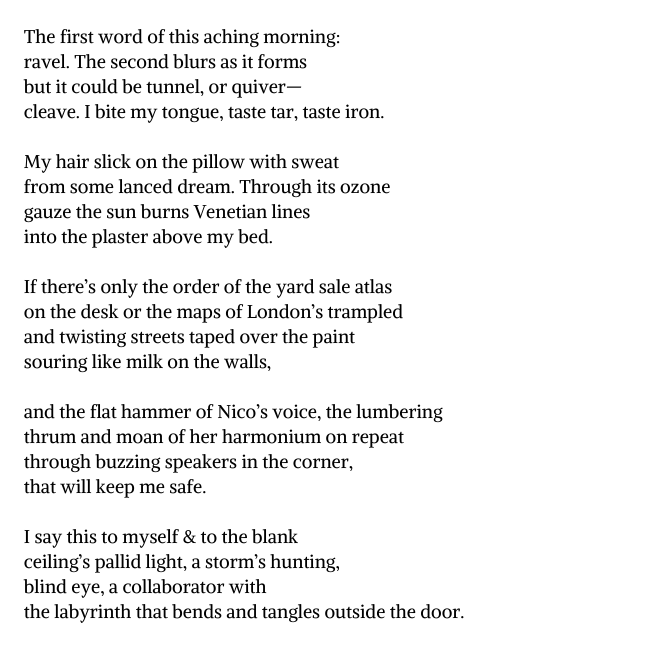 The first word of this aching morning:
ravel. The second blurs as it forms
but it could be tunnel, or quiver—
cleave. I bite my tongue, taste tar, taste iron.

My hair slick on the pillow with sweat
from some lanced dream. Through its ozone
gauze the sun burns Venetian lines
into the plaster above my bed.

If there’s only the order of the yard sale atlas
on the desk or the maps of London’s trampled
and twisting streets taped over the paint
souring like milk on the walls,

and the flat hammer of Nico’s voice, the lumbering
thrum and moan of her harmonium on repeat
through buzzing speakers in the corner,
that will keep me safe.

I say this to myself & to the blank
ceiling’s pallid light, a storm’s hunting,
blind eye, a collaborator with
the labyrinth that bends and tangles outside the door.